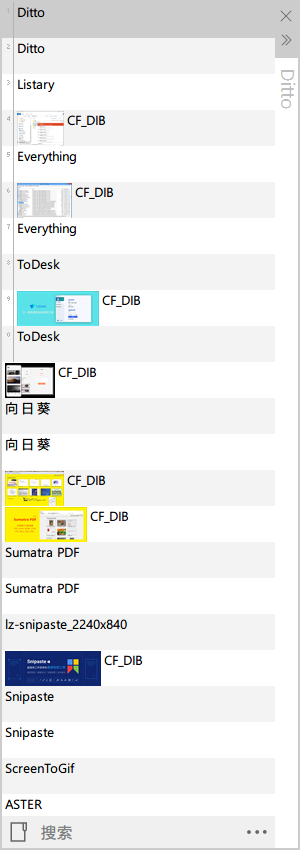 1 Ditto
2 Ditto
3 Listary
4 CF_DIB
5 Everything
6 CF_DIB
7 Everything
8 ToDesk
9 CF_DIB
0 ToDesk
CF_DIB
向日葵
向日葵
CF_DIB
CF_DIB
Sumatra PDF
Sumatra PDF
lz-snipaste_2240x840
Snipaste
CF_DIB
Snipaste
Snipaste
ScreenToGif
ASTER
搜索
Ditto